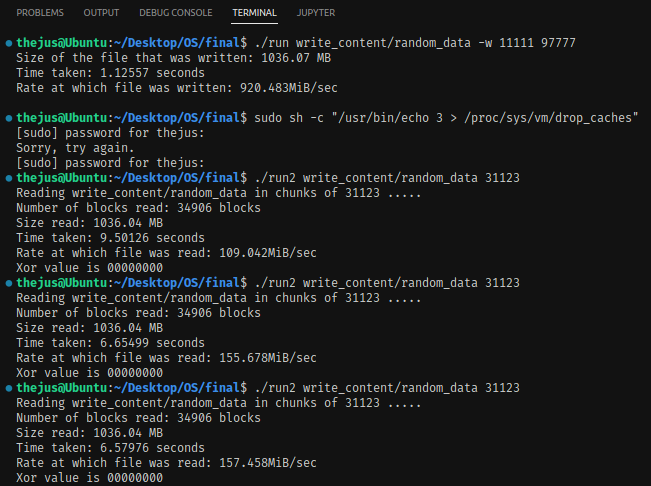 PROBLEMS OUTPUT DEBUG CONSOLE TERMINAL JUPYTER
thejus@Ubuntu:~/Desktop/OS/final$ ./run write_content/random_data -w 11111 97777
Size of the file that was written: 1036.07 MB
Time taken: 1.12557 seconds
Rate at which file was written: 920.483MiB/sec
thejus@Ubuntu:~/Desktop/OS/final$ sudo sh -c "/usr/bin/echo 3 > /proc/sys/vm/drop_caches"
[sudo] password for thejus:
Sorry, try again.
[sudo] password for thejus:
thejus@Ubuntu:~/Desktop/OS/final$ ./run2 write_content/random_data 31123
Reading write_content/random_data in chunks of 31123 .....
Number of blocks read: 34906 blocks
Size read: 1036.04 MB
Time taken: 9.50126 seconds
Rate at which file was read: 109.042MiB/sec
Xor value is 00000000
thejus@Ubuntu:~/Desktop/OS/final$ ./run2 write_content/random_data 31123
Reading write_content/random_data in chunks of 31123 .....
Number of blocks read: 34906 blocks
Size read: 1036.04 MB
Time taken: 6.65499 seconds
Rate at which file was read: 155.678MiB/sec
Xor value is 00000000
thejus@Ubuntu:~/Desktop/OS/final$ ./run2 write_content/random_data 31123
Reading write_content/random_data in chunks of 31123 .....
Number of blocks read: 34906 blocks
Size read: 1036.04 MB
Time taken: 6.57976 seconds
Rate at which file was read: 157.458MiB/sec
Xor value is 00000000